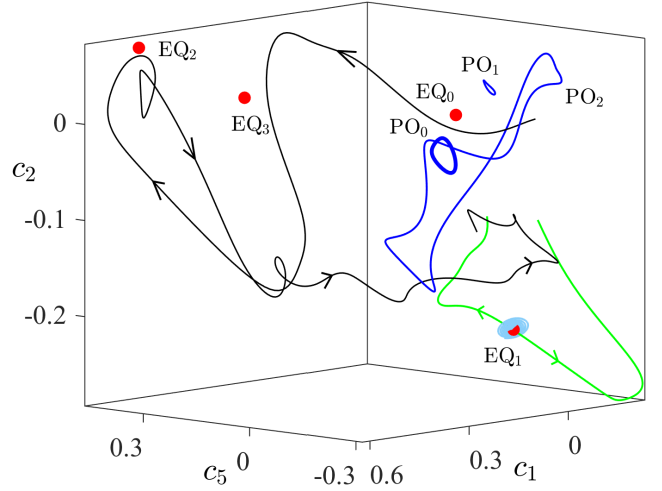 EQ₂
PO₁
EQ₀
PO₂
EQ₃
PO₀
0
c₂
-0.1
-0.2
EQ₁
0.3
0
-0.3
0.6
0.3
0
c₅
c₁